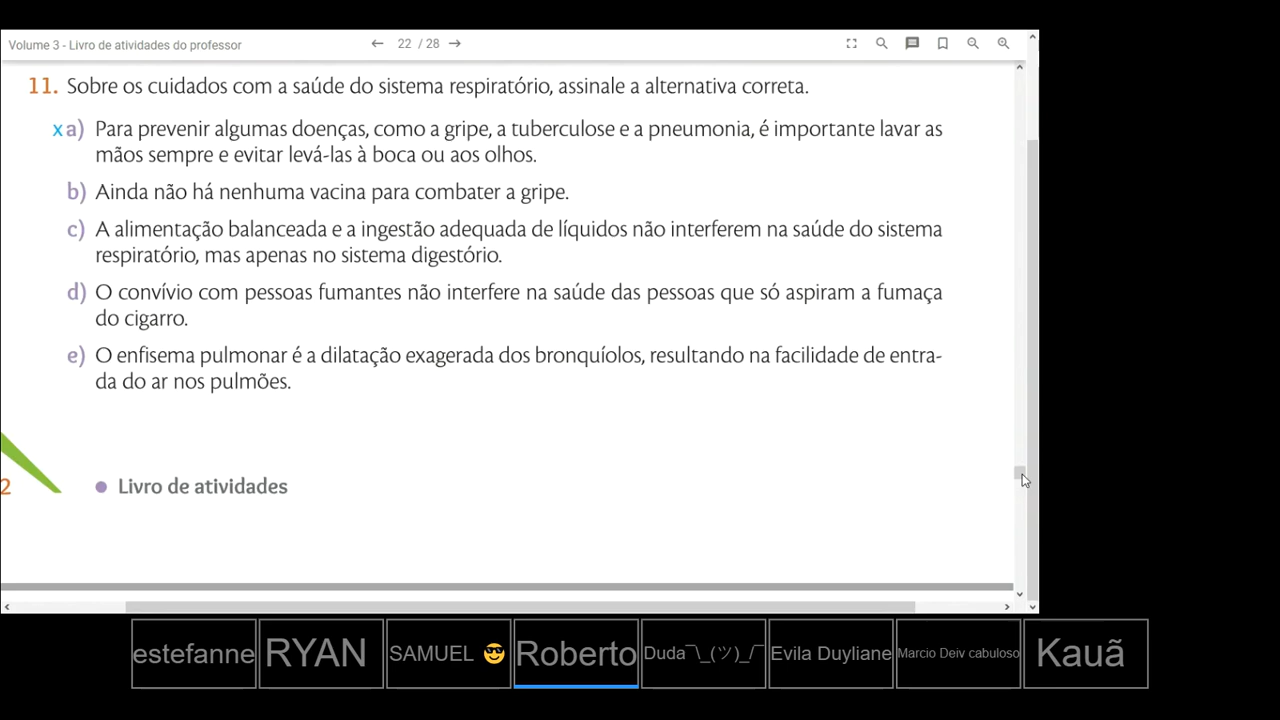 Volume 3 - Livro de atividades do professor
22 / 28
11. Sobre os cuidados com a saúde do sistema respiratório, assinale a alternativa correta.
x a) Para prevenir algumas doenças, como a gripe, a tuberculose e a pneumonia, é importante lavar as
mãos sempre e evitar levá-las à boca ou aos olhos.
b) Ainda não há nenhuma vacina para combater a gripe.
c) A alimentação balanceada e a ingestão adequada de líquidos não interferem na saúde do sistema
respiratório, mas apenas no sistema digestório.
d) O convívio com pessoas fumantes não interfere na saúde das pessoas que só aspiram a fumaça
do cigarro.
e) O enfisema pulmonar é a dilatação exagerada dos bronquíolos, resultando na facilidade de entra-
da do ar nos pulmões.
2 ● Livro de atividades
estefanne RYAN SAMUEL 😎 Roberto Duda¯\_(ツ)_/¯ Evila Duyliane Marcio Deiv cabuloso Kauã